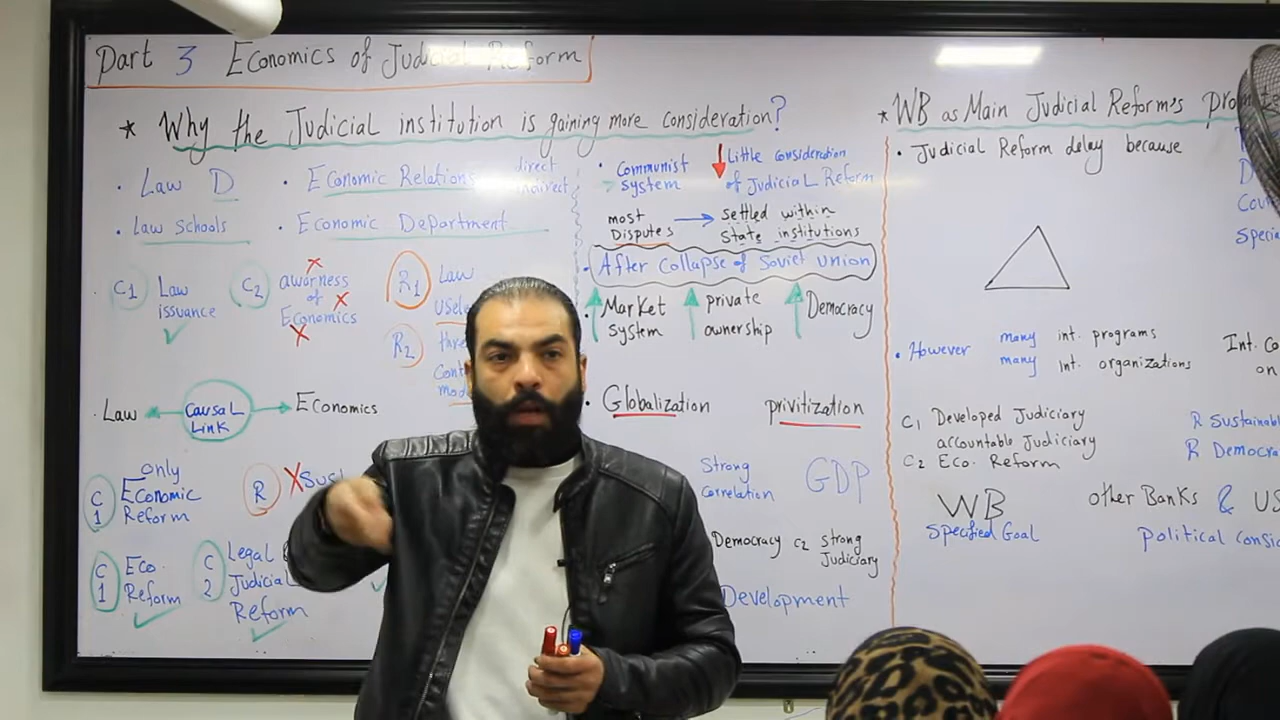 Part 3 Economics of Judicial Reform
* Why the Judicial institution is gaining more consideration?
• Law D
• Economic Relations
direct
indirect
• Law Schools
• Economic Department
C1 Law
issuance
C2 awarness
of
Economics
R1 Law
R2
• Law
Causal
Link
Economics
C1 only
Economic
Reform
R X
C1 Eco.
Reform
C2 Legal
Judicial
Reform
• Communist
system
Little consideration
of Judicial Reform
most
Disputes
settled within
State institutions
• After Collapse of Soviet union
• Market
system
private
ownership
Democracy
• Globalization privitization
Strong
Correlation
GDP
Democracy C2 strong
Judiciary
Development
* WB as Main Judicial Reform's
• Judicial Reform delay because
• However
many int. programs
many int. organizations
Int.
on
C1 Developed Judiciary
accountable Judiciary
C2 Eco. Reform
R
R
WB
Specified Goal
other Banks &
Political